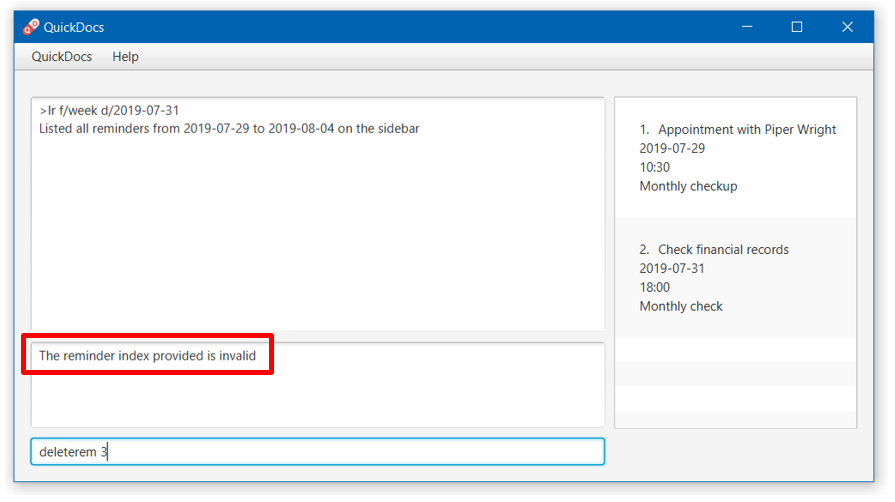 QuickDocs
QuickDocs Help
>lr f/week d/2019-07-31
Listed all reminders from 2019-07-29 to 2019-08-04 on the sidebar
The reminder index provided is invalid
deleterem 3
1. Appointment with Piper Wright
2019-07-29
10:30
Monthly checkup
2. Check financial records
2019-07-31
18:00
Monthly check